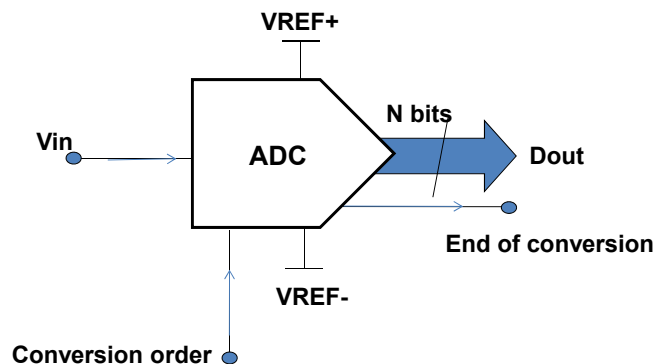 VREF+
N bits
Vin
ADC
Dout
End of conversion
VREF-
Conversion order